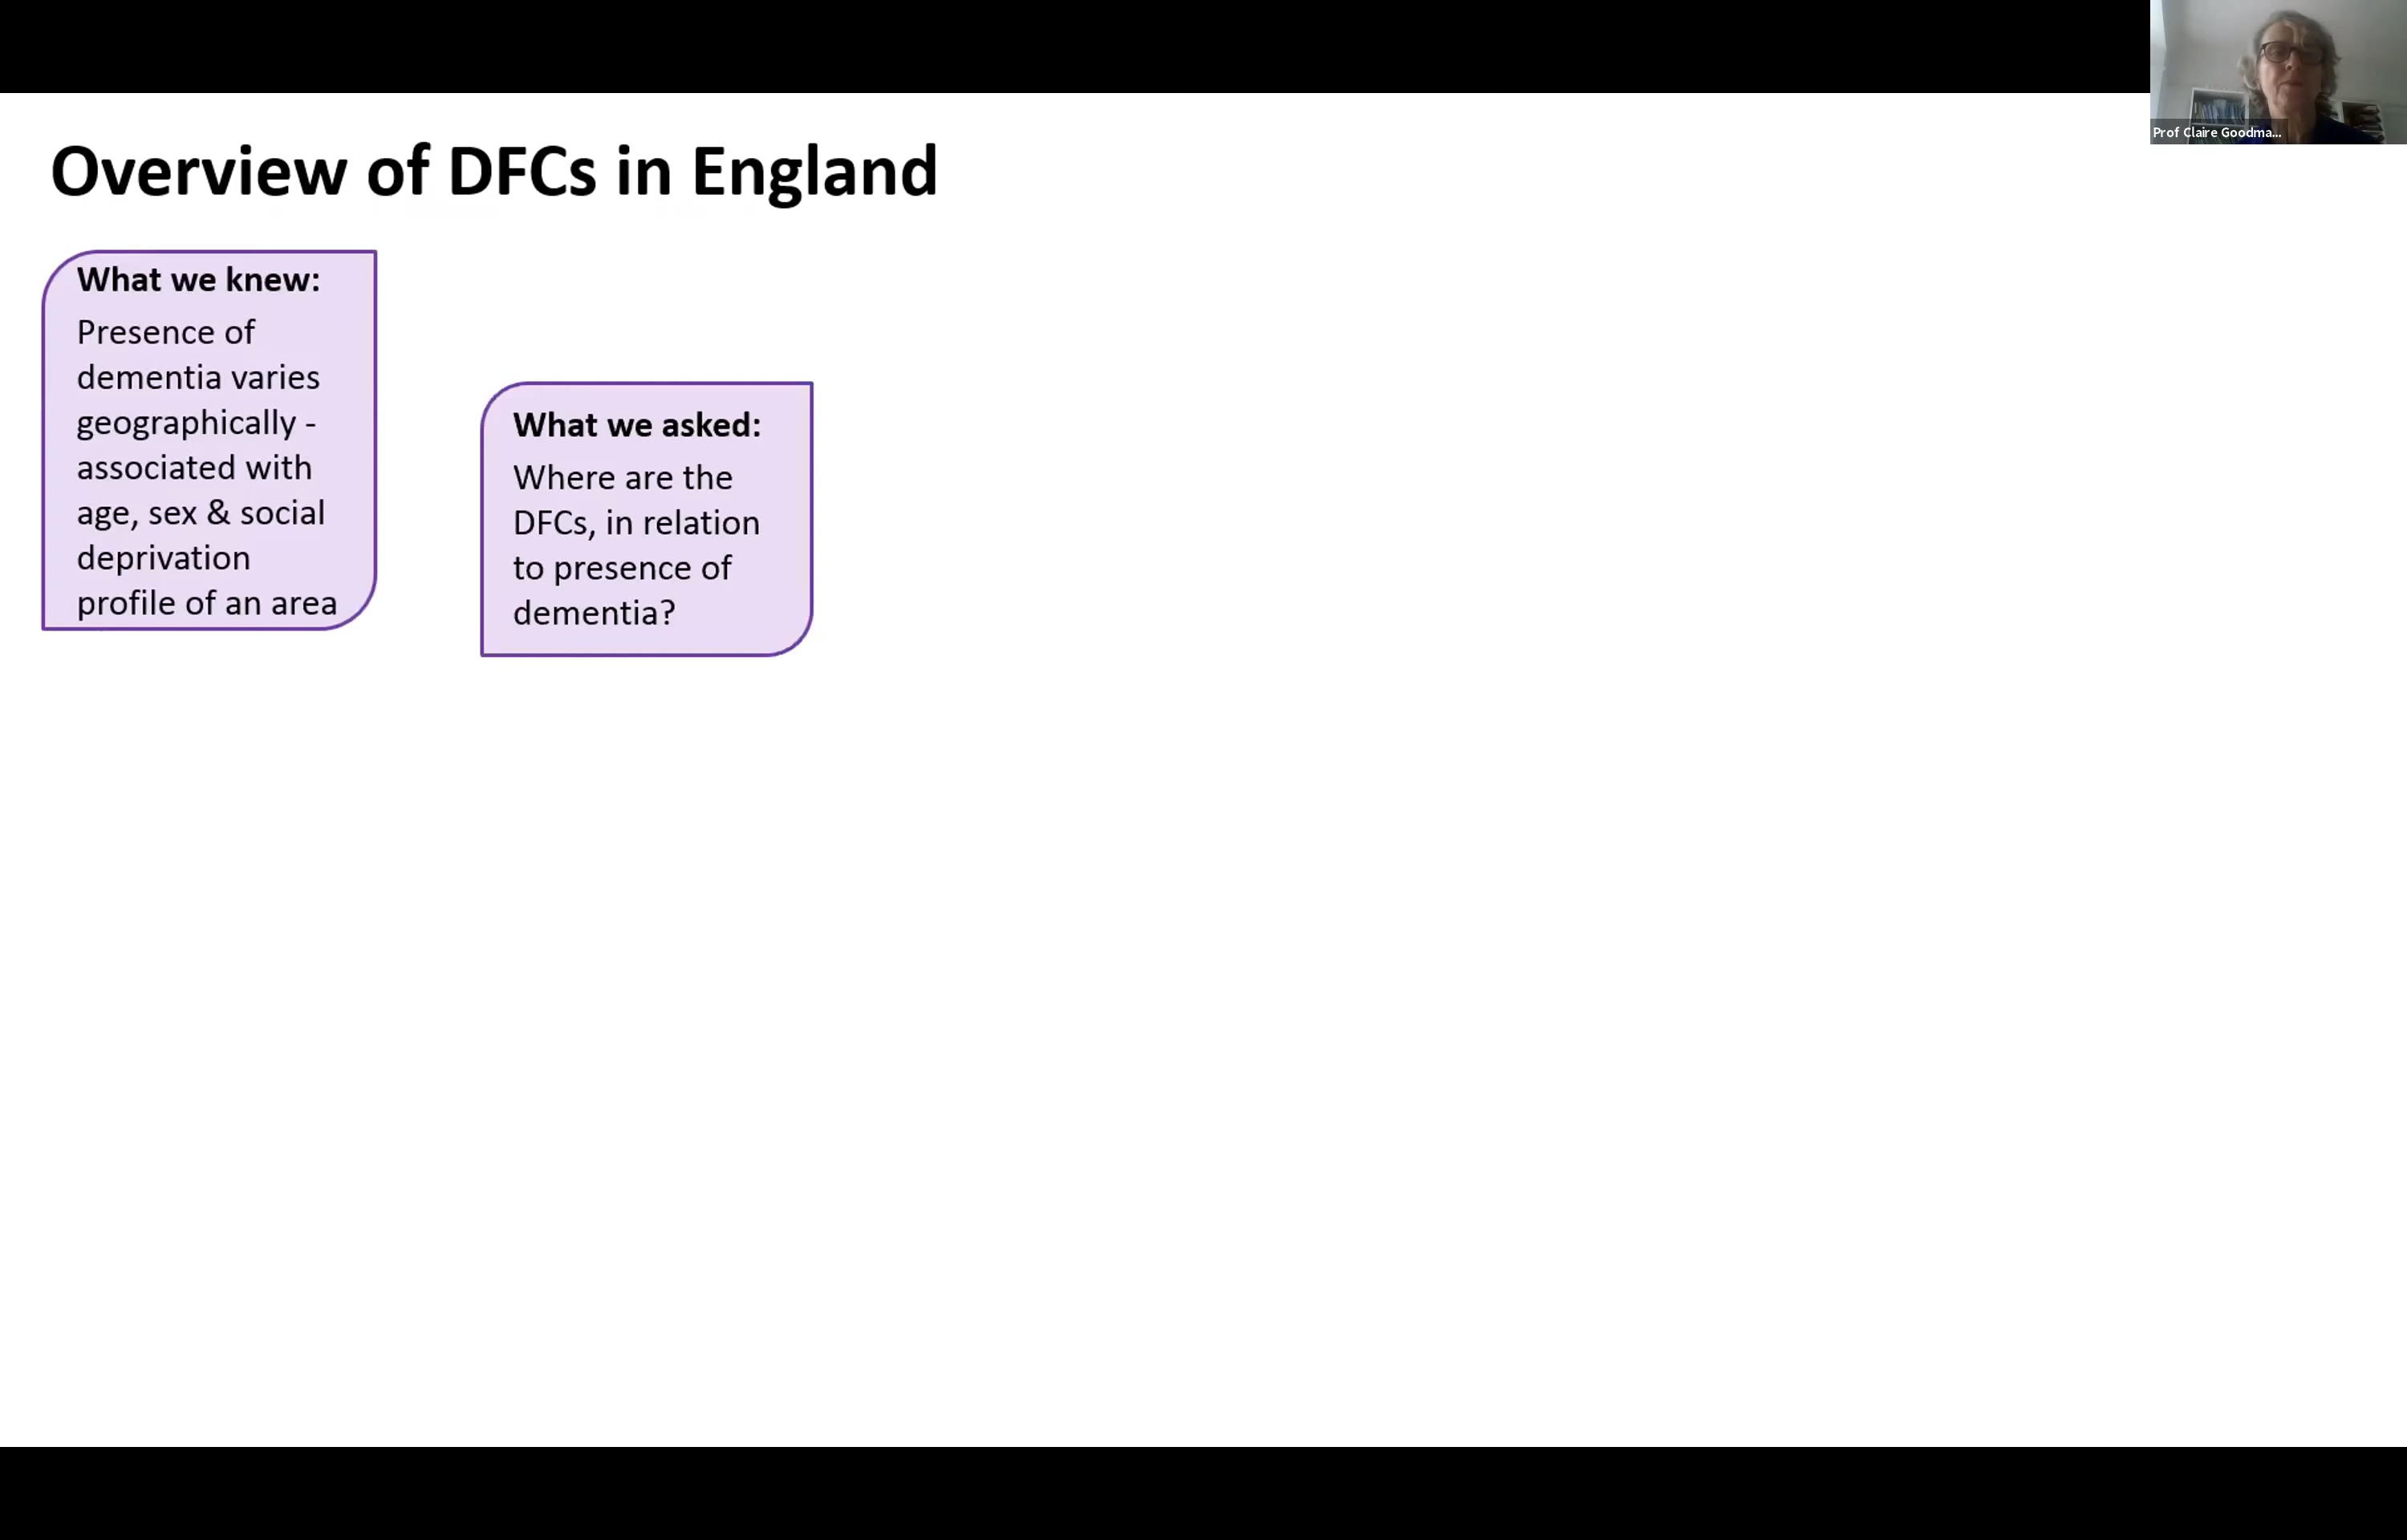 Prof Claire Goodma...
Overview of DFCs in England
What we knew:
Presence of
dementia varies
geographically -
associated with
age, sex & social
deprivation
profile of an area
What we asked:
Where are the
DFCs, in relation
to presence of
dementia?